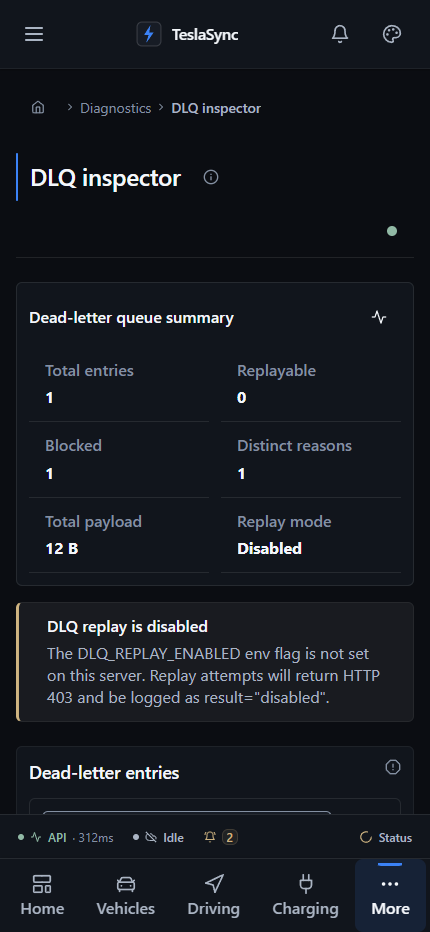 TeslaSync
Diagnostics
DLQ inspector
DLQ inspector
Dead-letter queue summary
Total entries
1
Replayable
0
Blocked
1
Distinct reasons
1
Total payload
12 B
Replay mode
Disabled
DLQ replay is disabled
The DLQ_REPLAY_ENABLED env flag is not set
on this server. Replay attempts will return HTTP
403 and be logged as result="disabled".
Dead-letter entries
API · 312ms
Idle
2
Status
Home
Vehicles
Driving
Charging
More